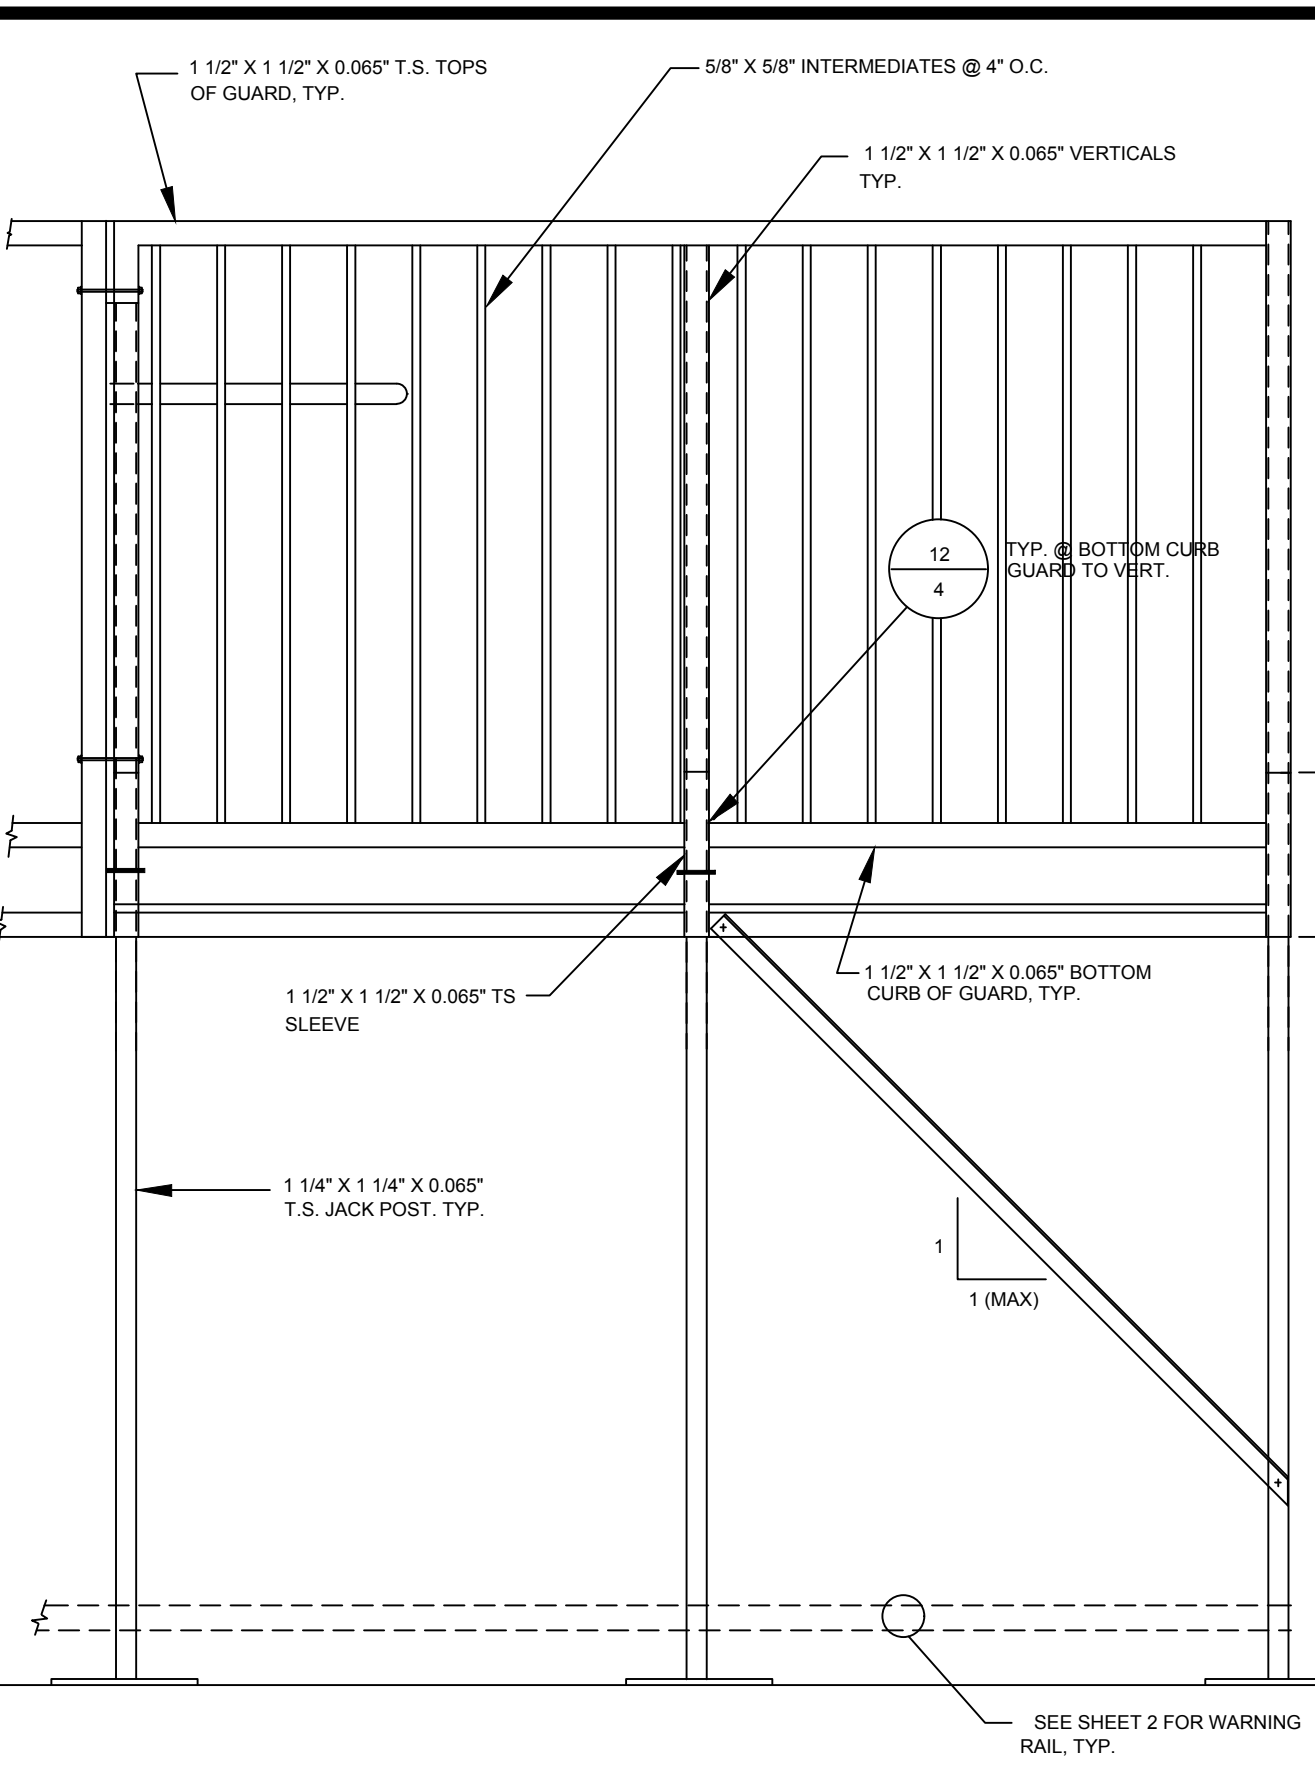 1 1/2" X 1 1/2" X 0.065" T.S. TOPS
OF GUARD, TYP.
5/8" X 5/8" INTERMEDIATES @ 4" O.C.
1 1/2" X 1 1/2" X 0.065" VERTICALS
TYP.
12
4
TYP. @ BOTTOM CURB
GUARD TO VERT.
1 1/2" X 1 1/2" X 0.065" TS
SLEEVE
1 1/2" X 1 1/2" X 0.065" BOTTOM
CURB OF GUARD, TYP.
1 1/4" X 1 1/4" X 0.065"
T.S. JACK POST. TYP.
1
1 (MAX)
SEE SHEET 2 FOR WARNING
RAIL, TYP.